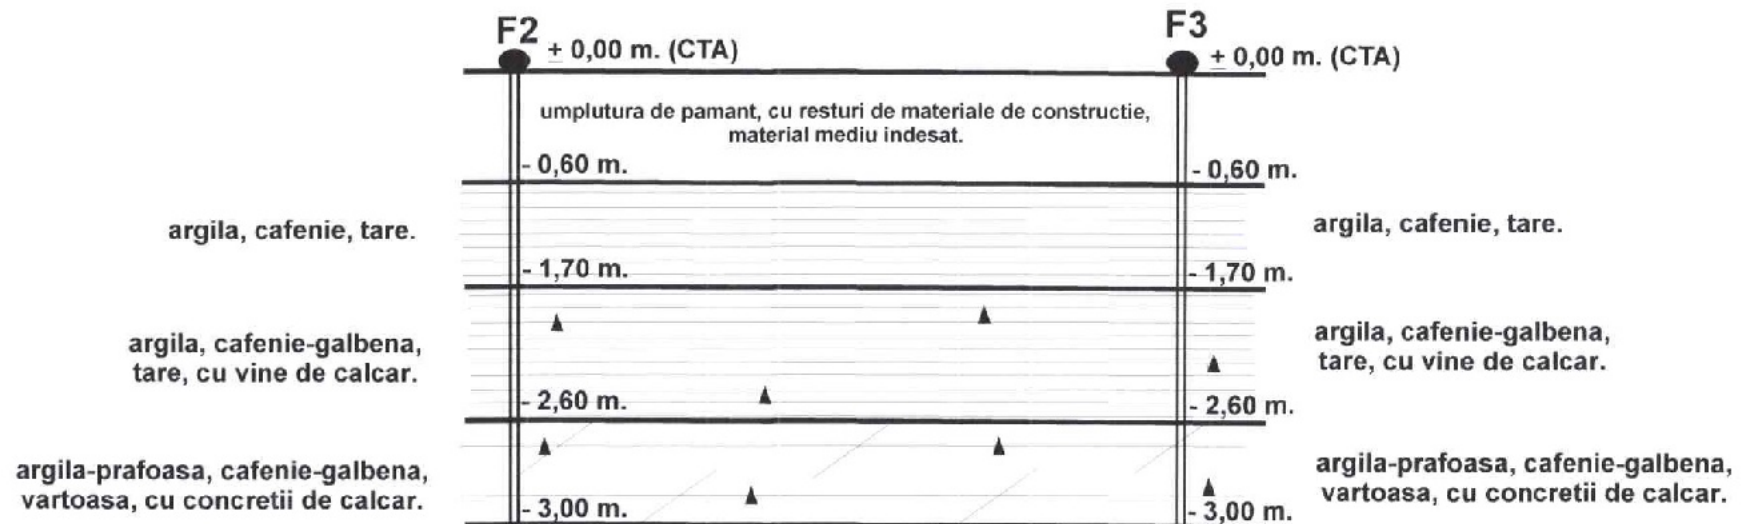 F2
± 0,00 m. (CTA)
F3
± 0,00 m. (CTA)
umplutura de pamant, cu resturi de materiale de constructie,
material mediu indesat.
- 0,60 m.
- 0,60 m.
argila, cafenie, tare.
argila, cafenie, tare.
- 1,70 m.
- 1,70 m.
argila, cafenie-galbena,
tare, cu vine de calcar.
argila, cafenie-galbena,
tare, cu vine de calcar.
- 2,60 m.
- 2,60 m.
argila-prafoasa, cafenie-galbena,
vartoasa, cu concretii de calcar.
argila-prafoasa, cafenie-galbena,
vartoasa, cu concretii de calcar.
- 3,00 m.
- 3,00 m.